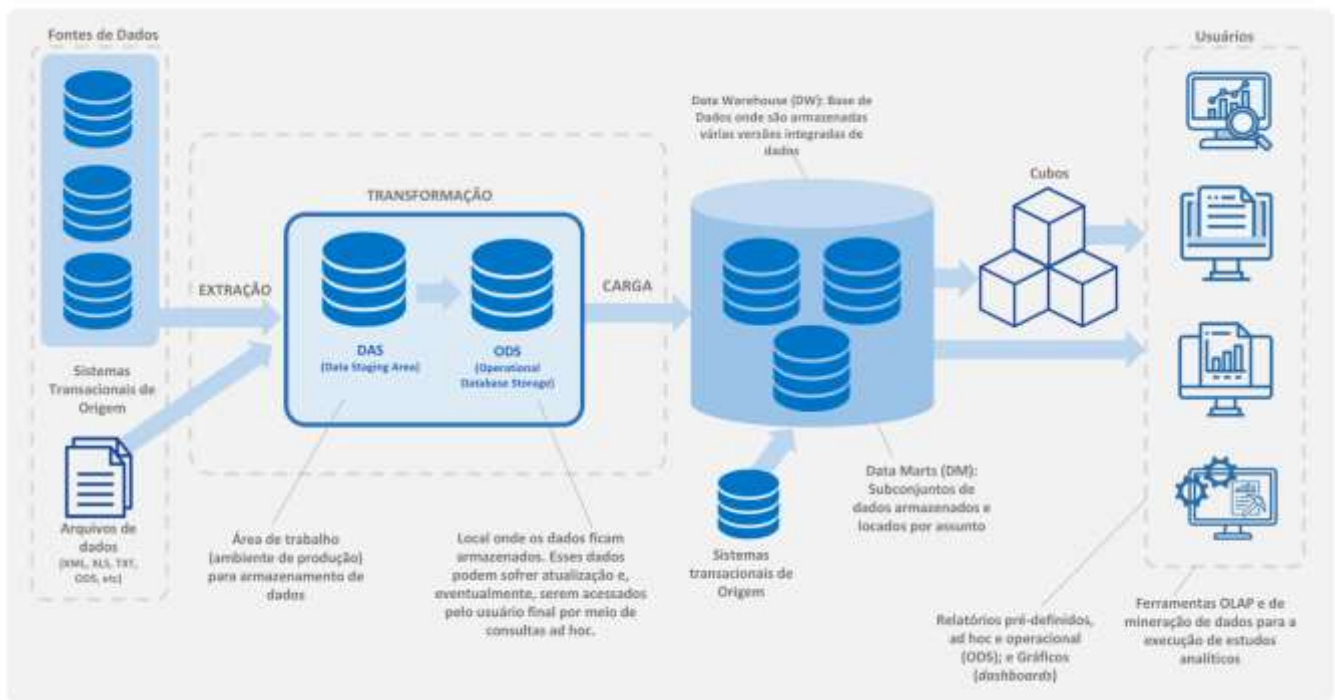 Fontes de Dados
Usuários
Data Warehouse (DW): Base de
Dados onde são armazenadas
várias versões integradas de
dados
Cubos
TRANSFORMAÇÃO
EXTRAÇÃO
CARGA
DAS
(Data Staging Area)
ODS
(Operational
Database Storage)
Sistemas
Transacionais de
Origem
Arquivos de
dados
(XML, XLS, TXT,
ODS, etc)
Área de trabalho
(ambiente de produção)
para armazenamento de
dados
Local onde os dados ficam
armazenados. Esses dados
podem sofrer atualização e,
eventualmente, serem acessados
pelo usuário final por meio de
consultas ad hoc.
Sistemas
transacionais de
Origem
Data Marts (DM):
Subconjuntos de
dados armazenados e
locados por assunto
Relatórios pré-definidos,
ad hoc e operacional
(ODS); e Gráficos
(dashboards)
Ferramentas OLAP e de
mineração de dados para a
execução de estudos
analíticos